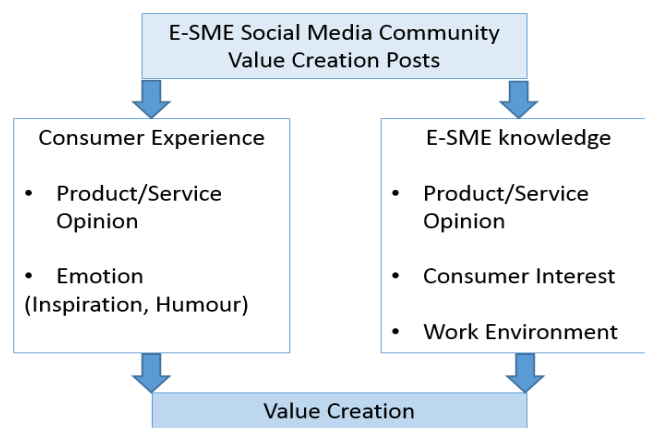 E-SME Social Media Community
Value Creation Posts
Consumer Experience
• Product/Service
Opinion
• Emotion
(Inspiration, Humour)
E-SME knowledge
• Product/Service
Opinion
• Consumer Interest
• Work Environment
Value Creation